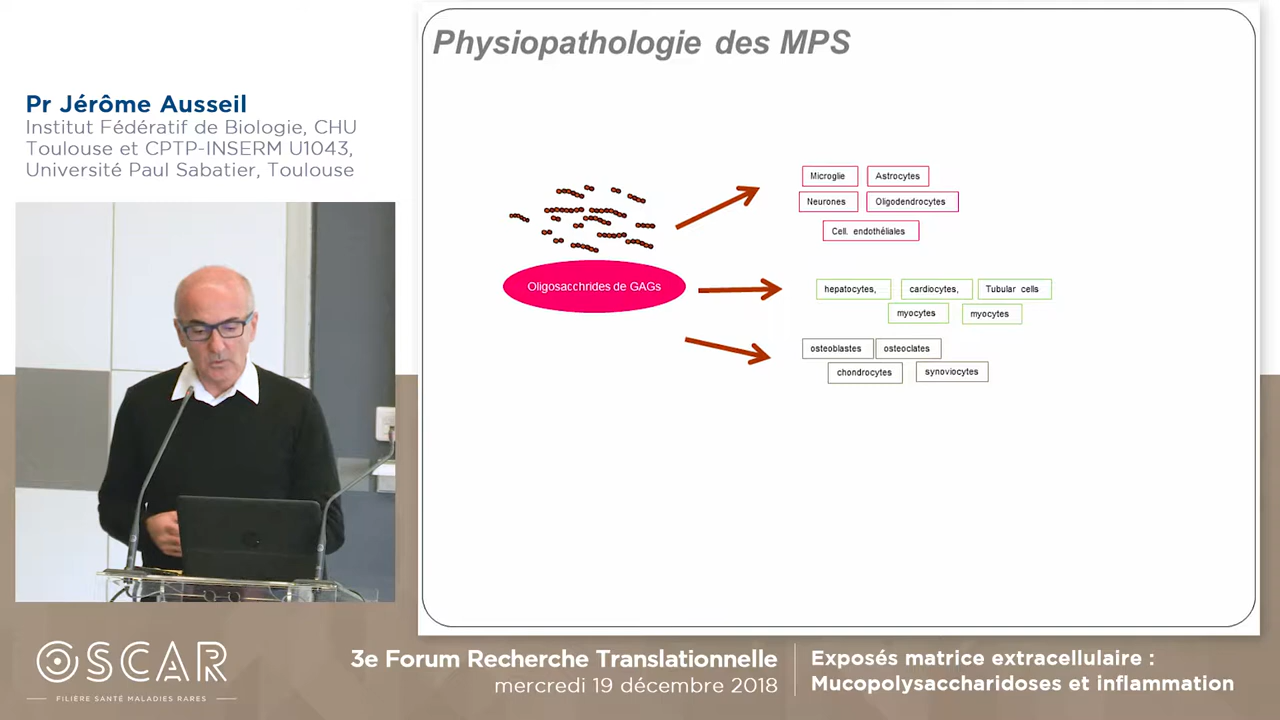 Physiopathologie des MPS
Pr Jérôme Ausseil
Institut Fédératif de Biologie, CHU
Toulouse et CPTP-INSERM U1043,
Université Paul Sabatier, Toulouse
Microglie
Astrocytes
Neurones
Oligodendrocytes
Cell. endothéliales
Oligosacchrides de GAGs
hepatocytes,
cardiocytes,
Tubular cells
myocytes
myocytes
osteoblastes
osteoclates
chondrocytes
synoviocytes
OSCAR
FILIÈRE SANTÉ MALADIES RARES
3e Forum Recherche Translationnelle
mercredi 19 décembre 2018
Exposés matrice extracellulaire :
Mucopolysaccharidoses et inflammation